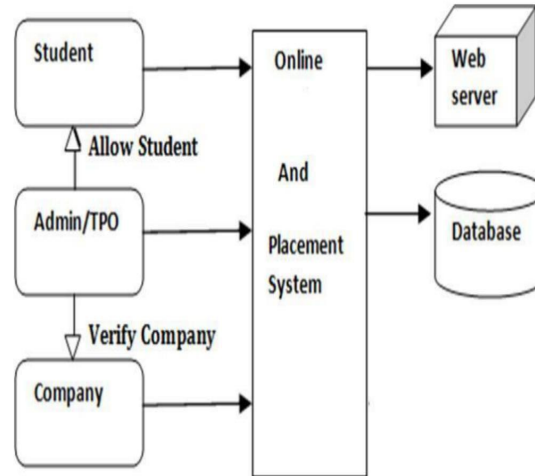 Student
Allow Student
Admin/TPO
Verify Company
Company
Online
And
Placement
System
Web
server
Database